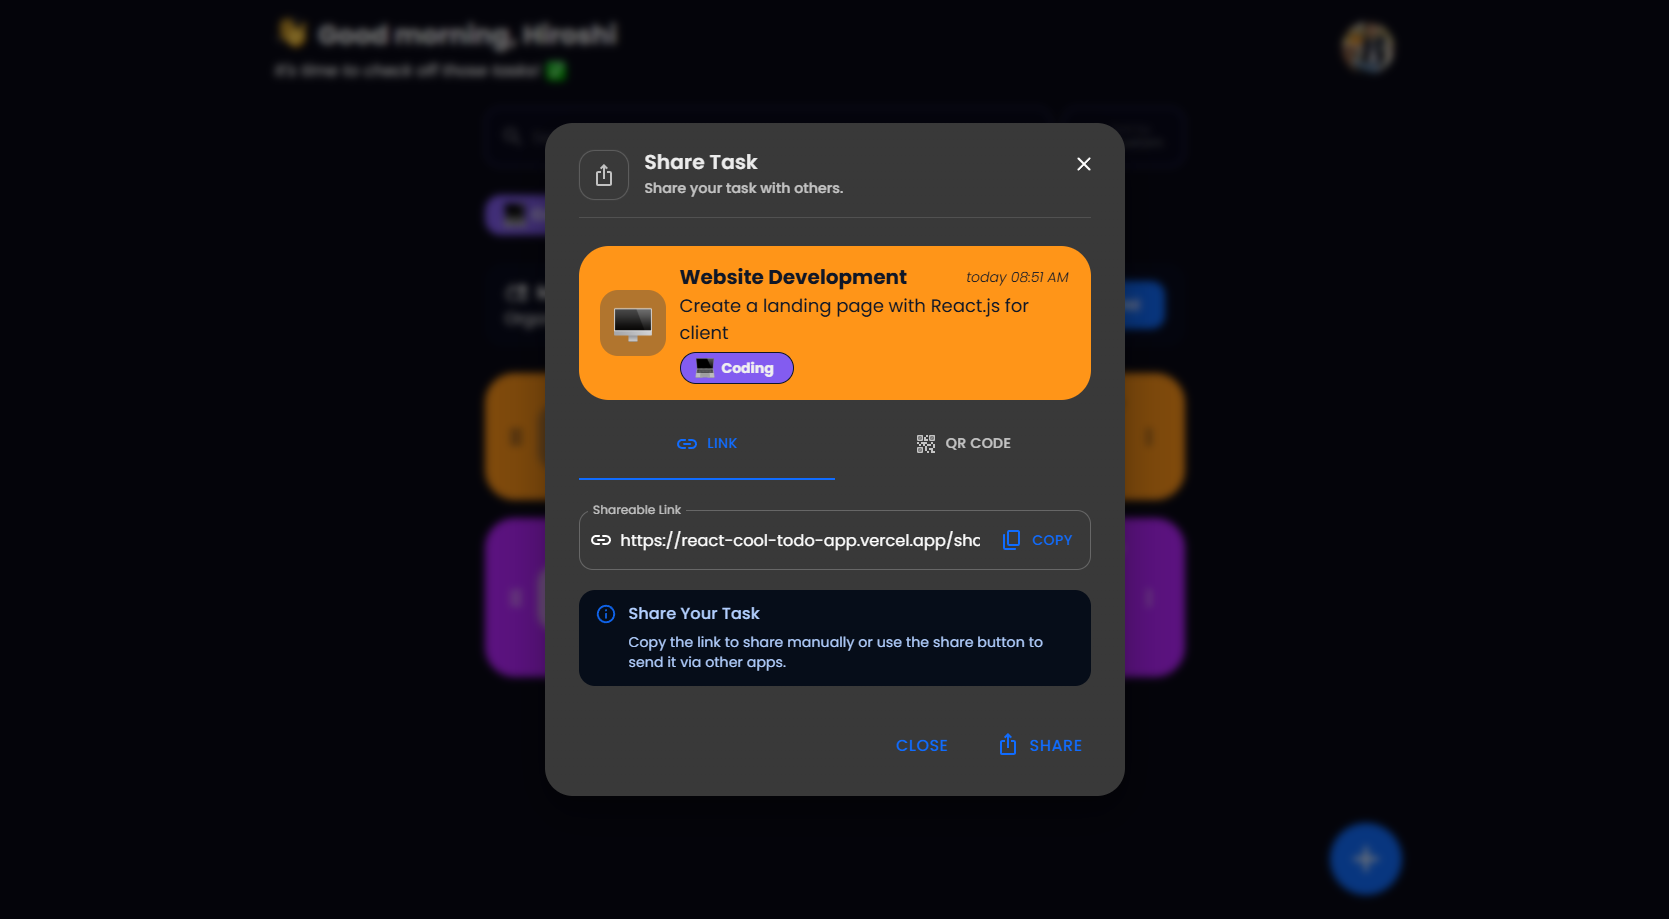 Good morning, Hiroshi
It's time to check off those tasks!
Share Task
Share your task with others.
Website Development
today 08:51 AM
Create a landing page with React.js for
client
Coding
LINK
QR CODE
Shareable Link
https://react-cool-todo-app.vercel.app/sha
COPY
Share Your Task
Copy the link to share manually or use the share button to
send it via other apps.
CLOSE
SHARE